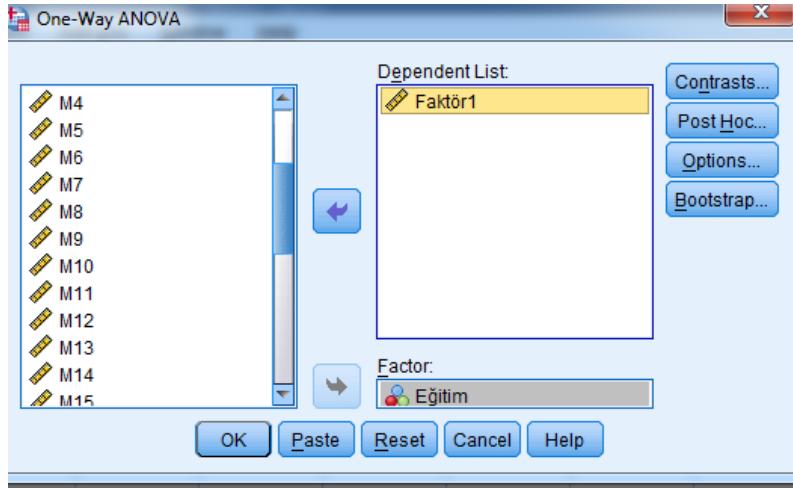 One-Way ANOVA
M4
M5
M6
M7
M8
M9
M10
M11
M12
M13
M14
M15
Dependent List:
Faktör1
Factor:
Eğitim
Contrasts...
Post Hoc...
Options...
Bootstrap...
OK
Paste
Reset
Cancel
Help